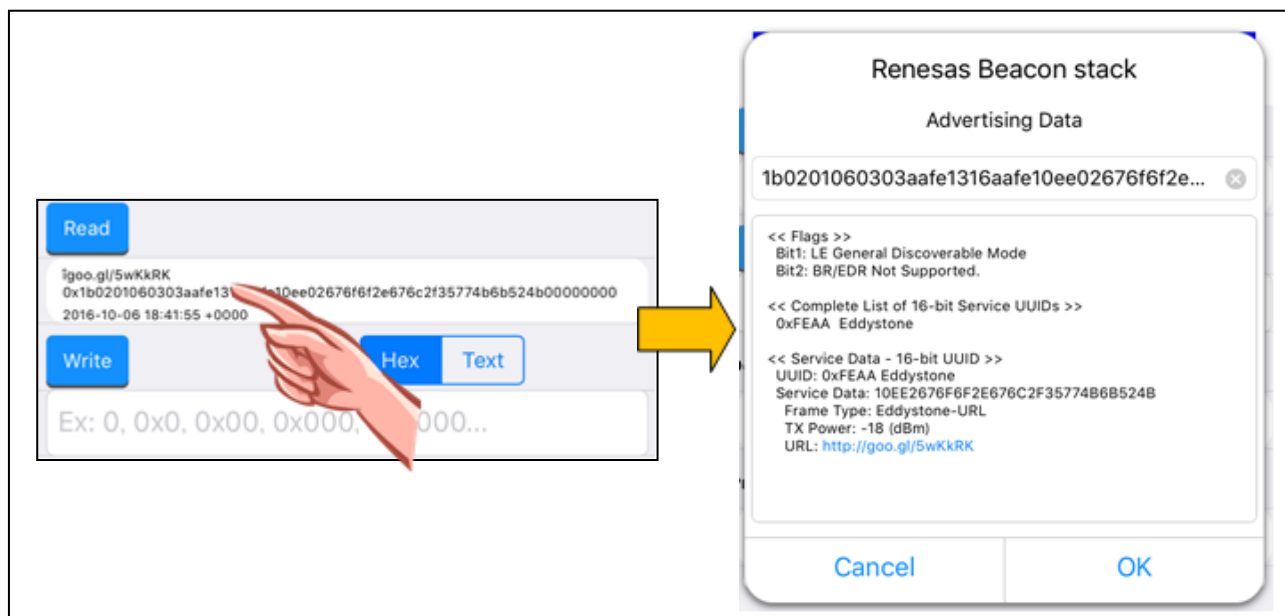 Read
goo.gl/5wKkRK
2016-10-06 18:41:55 +0000
Write
Hex Text
Ex: 0, 0x0, 0x00, 0x000,
Renesas Beacon stack
Advertising Data
1b0201060303aafe1316aafe10ee02676f6f2e...
<< Flags >>
Bit1: LE General Discoverable Mode
Bit2: BR/EDR Not Supported.
<< Complete List of 16-bit Service UUIDs >>
0xFEAA Eddystone
<< Service Data - 16-bit UUID >>
UUID: 0xFEAA Eddystone
Service Data: 10EE2676F6F2E676C2F35774B6B524B
Frame Type: Eddystone-URL
TX Power: -18 (dBm)
URL: http://goo.gl/5wKkRK
Cancel OK